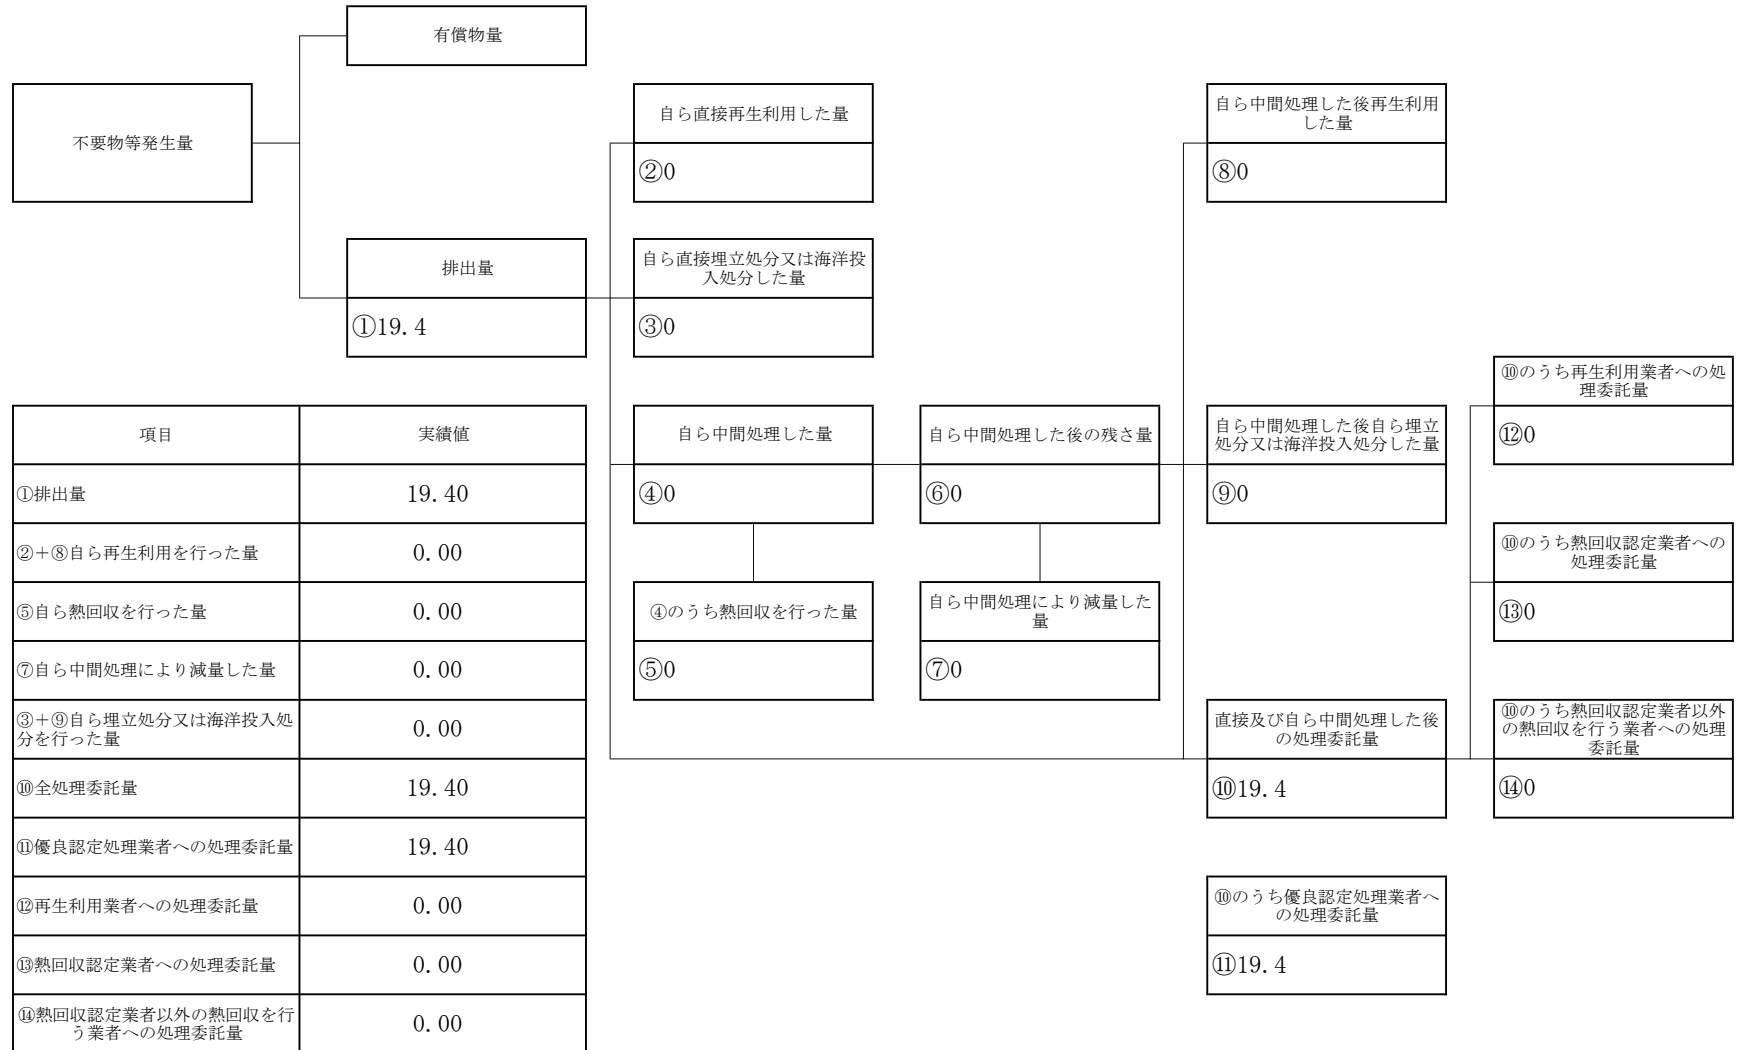 有償物量
不要物等発生量
自ら直接再生利用した量
②0
自ら中間処理した後再生利用
した量
⑧0
排出量
①19.4
自ら直接埋立処分又は海洋投
入処分した量
③0
項目 実績値
①排出量 19.40
②＋⑧自ら再生利用を行った量 0.00
⑤自ら熱回収を行った量 0.00
⑦自ら中間処理により減量した量 0.00
③＋⑨自ら埋立処分又は海洋投入処
分を行った量 0.00
⑩全処理委託量 19.40
⑪優良認定処理業者への処理委託量 19.40
⑫再生利用業者への処理委託量 0.00
⑬熱回収認定業者への処理委託量 0.00
⑭熱回収認定業者以外の熱回収を行
う業者への処理委託量 0.00
自ら中間処理した量
④0
④のうち熱回収を行った量
⑤0
自ら中間処理した後の残さ量
⑥0
自ら中間処理により減量した
量
⑦0
自ら中間処理した後自ら埋立
処分又は海洋投入処分した量
⑨0
直接及び自ら中間処理した後
の処理委託量
⑩19.4
⑩のうち優良認定処理業者へ
の処理委託量
⑪19.4
⑩のうち再生利用業者への処
理委託量
⑫0
⑩のうち熱回収認定業者への
処理委託量
⑬0
⑩のうち熱回収認定業者以外
の熱回収を行う業者への処理
委託量
⑭0